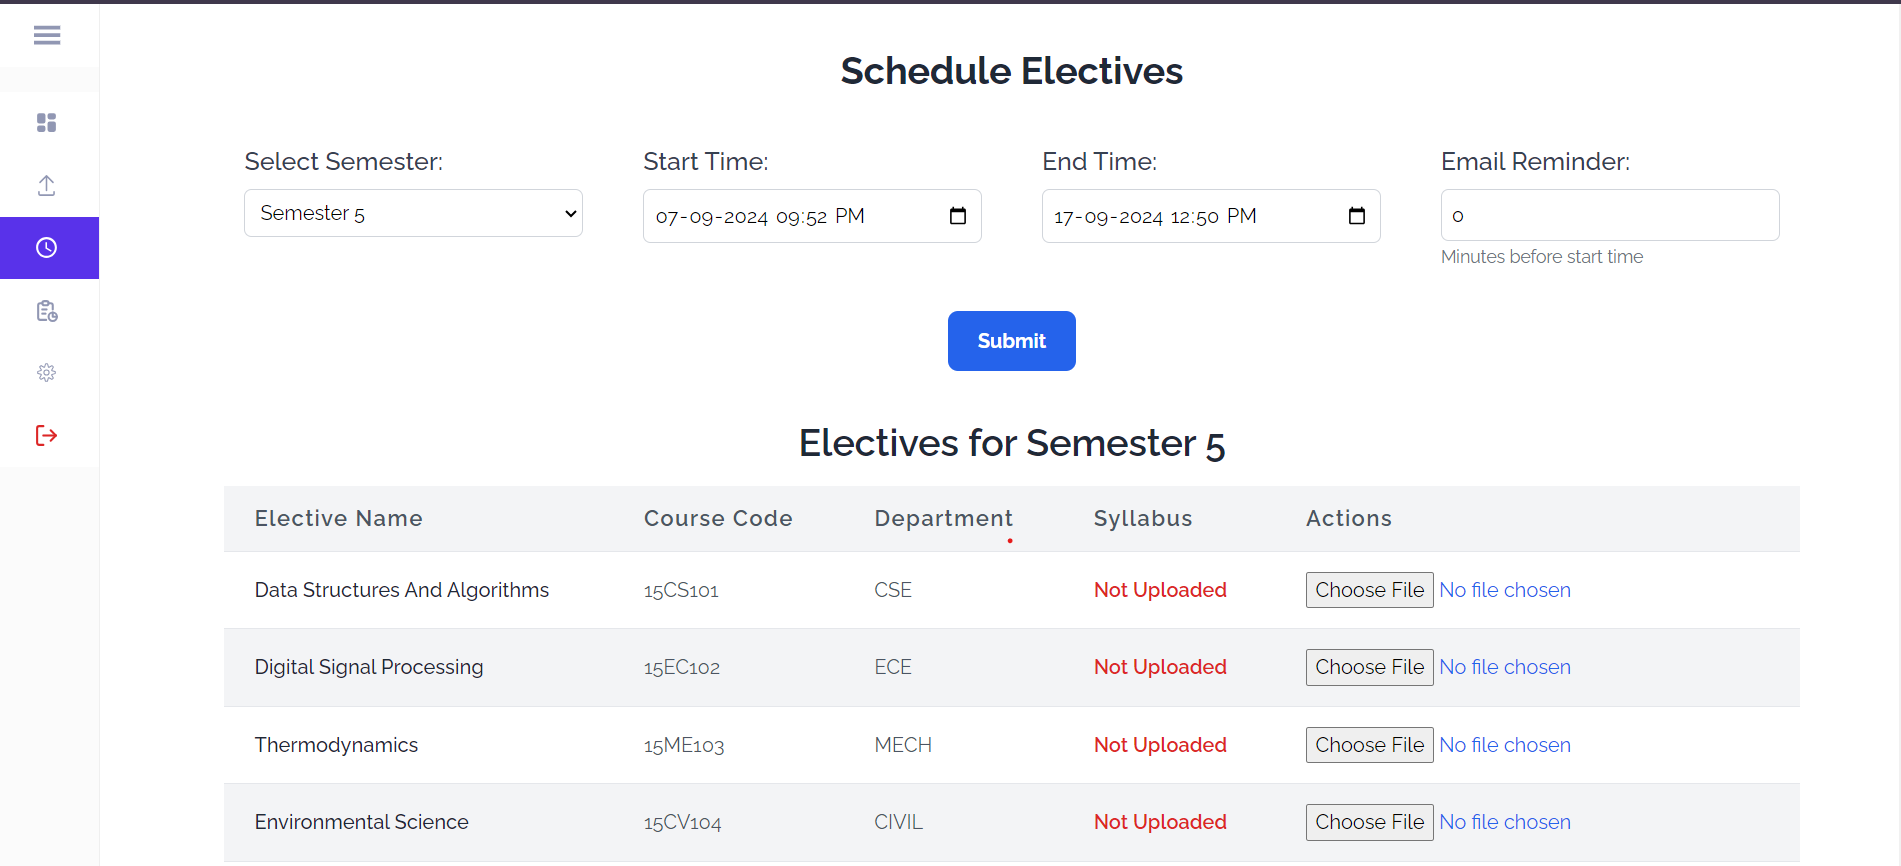 Schedule Electives
Select Semester: Start Time: End Time: Email Reminder:
Semester 5 07-09-2024 09:52 PM 17-09-2024 12:50 PM 0
Minutes before start time
Submit
Electives for Semester 5
Elective Name Course Code Department Syllabus Actions
Data Structures And Algorithms 15CS101 CSE Not Uploaded Choose File No file chosen
Digital Signal Processing 15EC102 ECE Not Uploaded Choose File No file chosen
Thermodynamics 15ME103 MECH Not Uploaded Choose File No file chosen
Environmental Science 15CV104 CIVIL Not Uploaded Choose File No file chosen